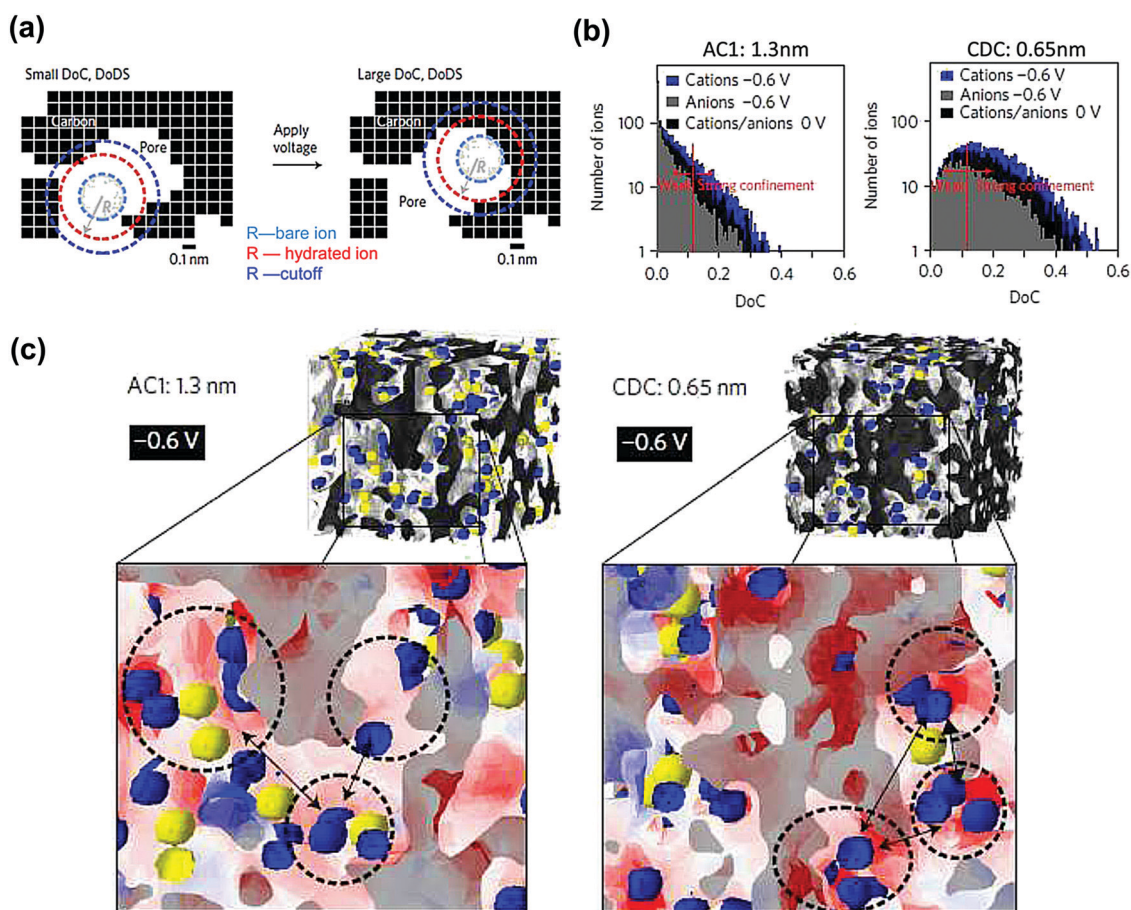 (a)
Small DoC, DoDS
Carbon
Pore
R
0.1 nm
Apply
voltage
Large DoC, DoDS
Carbon
Pore
R
0.1 nm
R—bare ion
R — hydrated ion
R —cutoff
(b)
AC1: 1.3nm
Cations −0.6 V
Anions −0.6 V
Cations/anions 0 V
Number of ions
100
10
1
Weak Strong confinement
0.0 0.2 0.4 0.6
DoC
CDC: 0.65nm
Cations −0.6 V
Anions −0.6 V
Cations/anions 0 V
Number of ions
100
10
1
Weak Strong confinement
0.0 0.2 0.4 0.6
DoC
(c)
AC1: 1.3 nm
−0.6 V
CDC: 0.65 nm
−0.6 V